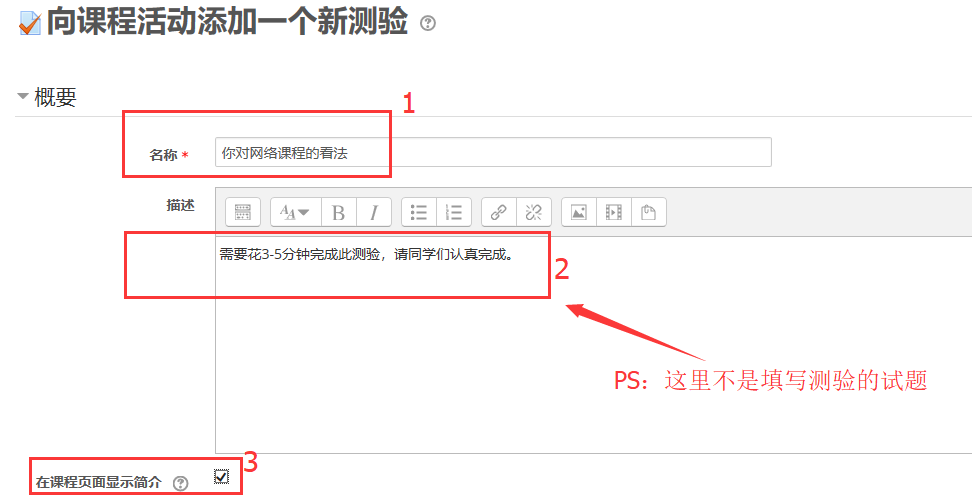 向课程活动添加一个新测验
概要
1
名称 * 你对网络课程的看法
描述
需要花3-5分钟完成此测验，请同学们认真完成。
2
PS：这里不是填写测验的试题
在课程页面显示简介
3